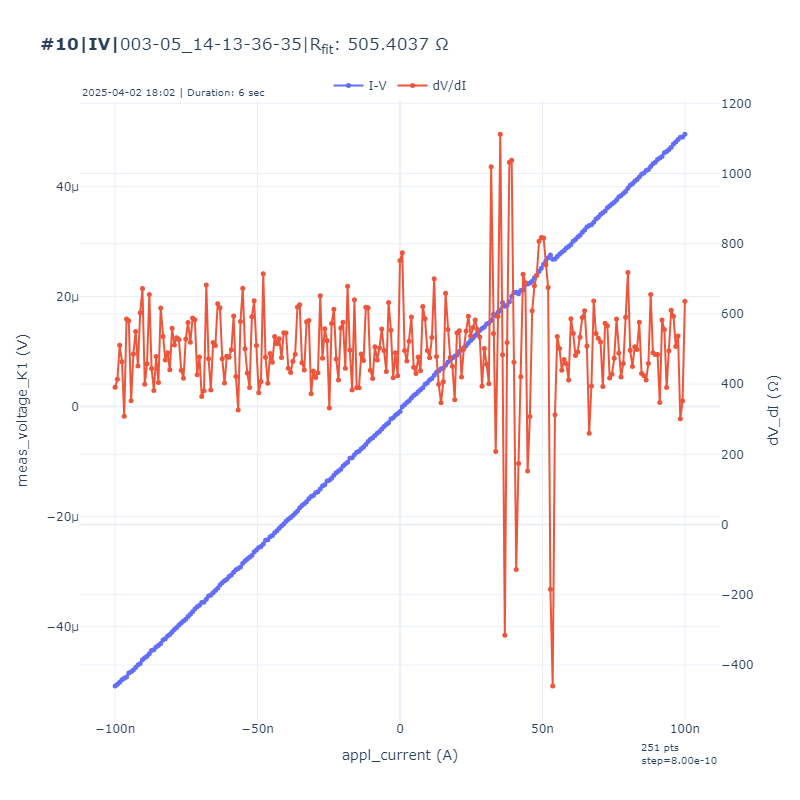 #10|IV|003-05_14-13-36-35|Rfit: 505.4037 Ω
2025-04-02 18:02 | Duration: 6 sec
I-V
dV/dI
1200
1000
800
600
400
200
0
−200
−400
40μ
20μ
0
−20μ
−40μ
meas_voltage_K1 (V)
dV_dI (Ω)
−100n
−50n
0
50n
100n
appl_current (A)
251 pts
step=8.00e-10